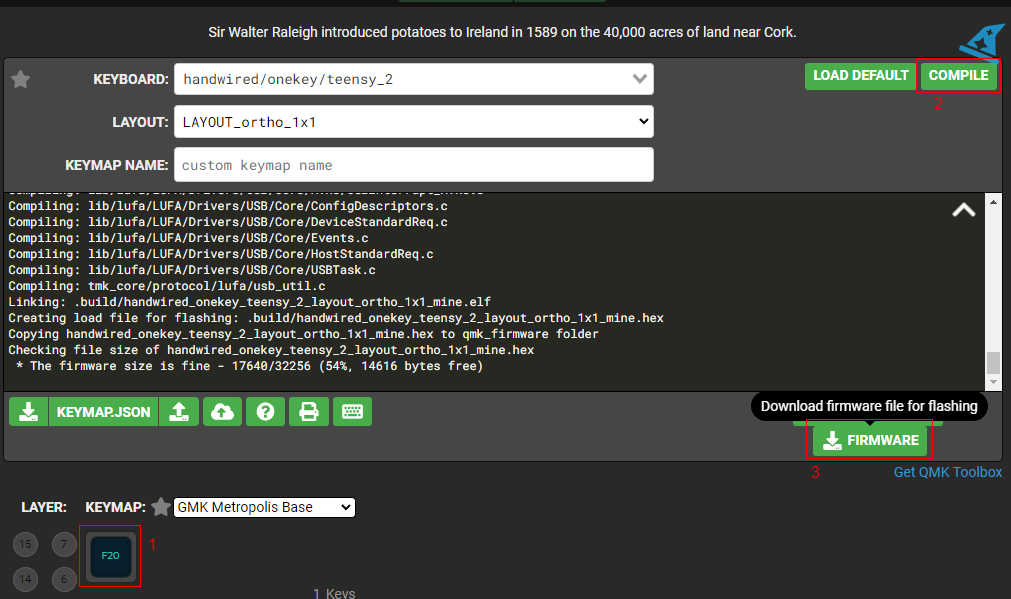 Sir Walter Raleigh introduced potatoes to Ireland in 1589 on the 40,000 acres of land near Cork.
KEYBOARD: handwired/onekey/teensy_2 LOAD DEFAULT COMPILE
2
LAYOUT: LAYOUT_ortho_1x1
KEYMAP NAME: custom keymap name
Compiling: lib/lufa/LUFA/Drivers/USB/Core/ConfigDescriptors.c
Compiling: lib/lufa/LUFA/Drivers/USB/Core/DeviceStandardReq.c
Compiling: lib/lufa/LUFA/Drivers/USB/Core/Events.c
Compiling: lib/lufa/LUFA/Drivers/USB/Core/HostStandardReq.c
Compiling: lib/lufa/LUFA/Drivers/USB/Core/USBTask.c
Compiling: tmk_core/protocol/lufa/usb_util.c
Linking: .build/handwired_onekey_teensy_2_layout_ortho_1x1_mine.elf
Creating load file for flashing: .build/handwired_onekey_teensy_2_layout_ortho_1x1_mine.hex
Copying handwired_onekey_teensy_2_layout_ortho_1x1_mine.hex to qmk_firmware folder
Checking file size of handwired_onekey_teensy_2_layout_ortho_1x1_mine.hex
* The firmware size is fine - 17640/32256 (54%, 14616 bytes free)
KEYMAP.JSON
Download firmware file for flashing
FIRMWARE
3
Get QMK Toolbox
LAYER: KEYMAP: GMK Metropolis Base
15 7 F20 1
14 6
1 Keys